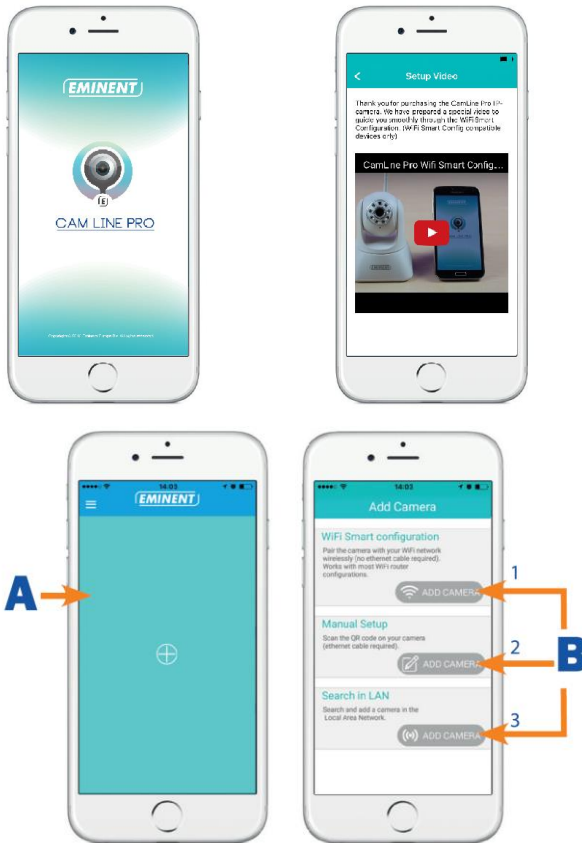 EMINENT
E
CAM LINE PRO
Setup Video
Thank you for purchasing the CamLine Pro IP-
camera. We have prepared a special video to
guide you smoothly through the WiFi Smart
Configuration. (WiFi Smart Config compatible
devices only)
CamLine Pro Wifi Smart Config,...
EMINENT
14:03
EMINENT
A
14:03
Add Camera
WiFi Smart configuration
Pair the camera with your WiFi network
wirelessly (no ethernet cable required).
Works with most WiFi router
configurations.
ADD CAMERA
1
Manual Setup
Scan the QR code on your camera
(ethernet cable required).
ADD CAMERA
2
B
Search in LAN
Search and add a camera in the
Local Area Network.
ADD CAMERA
3